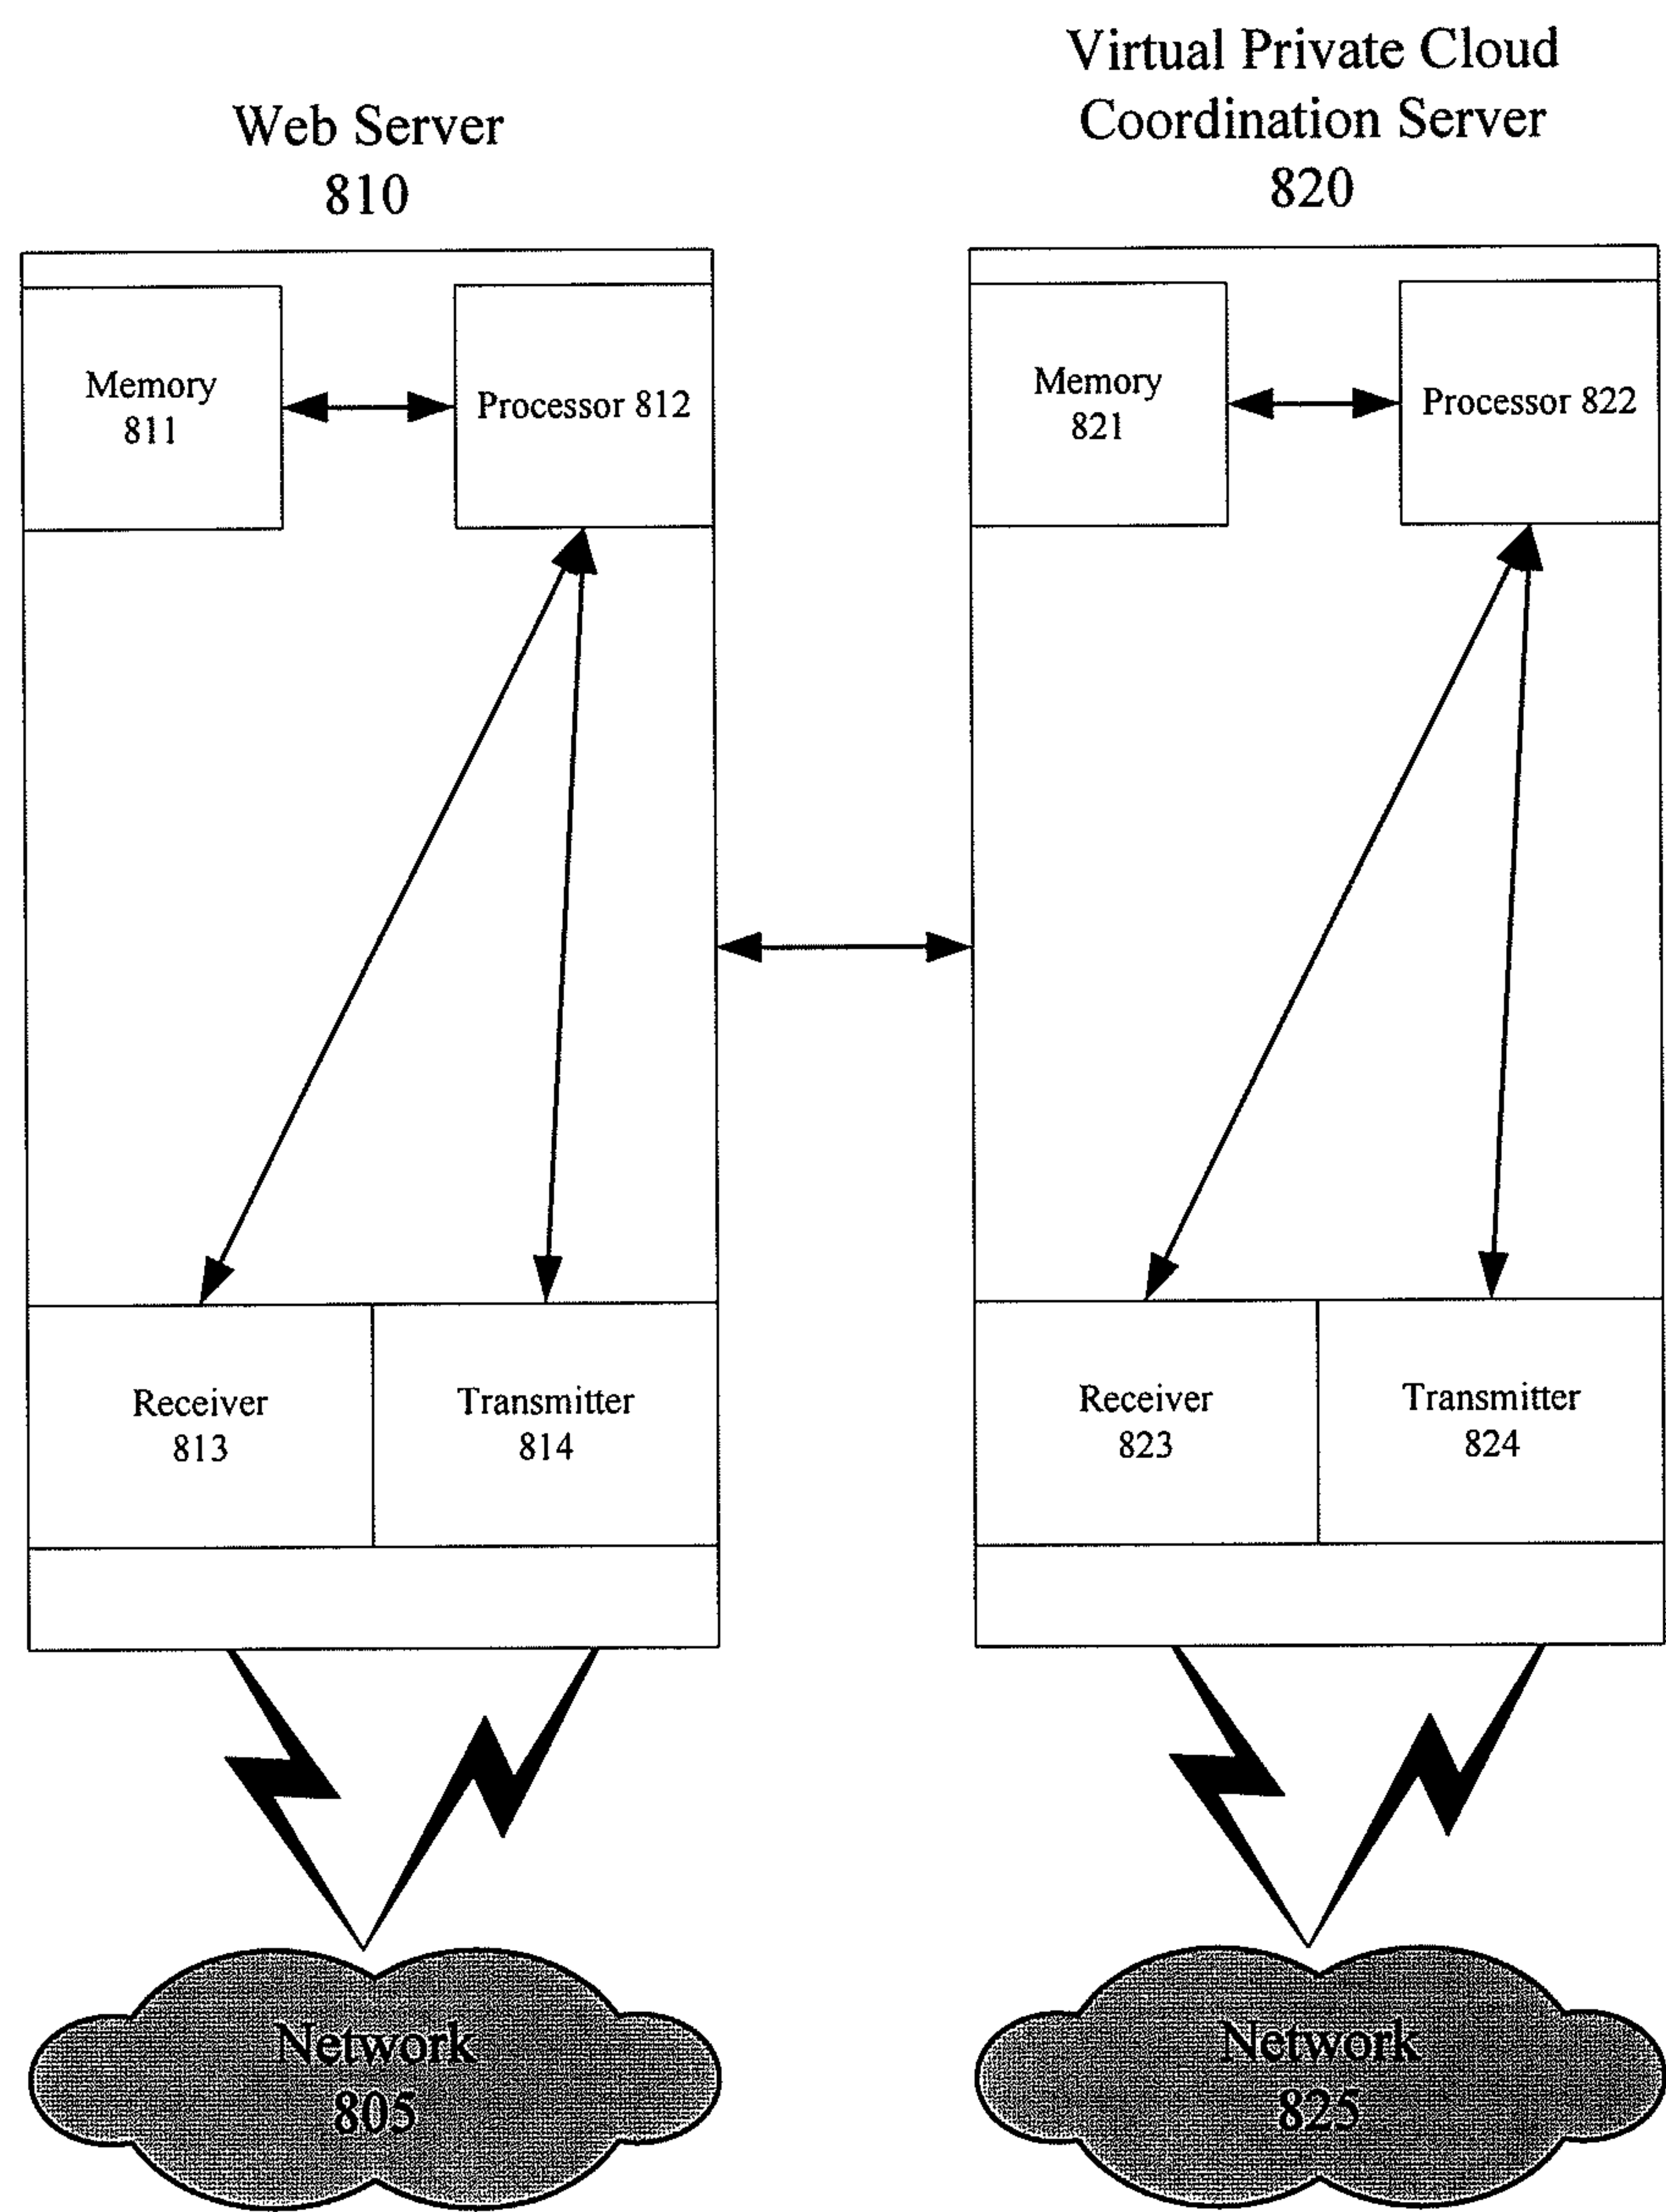 Web Server
810
Virtual Private Cloud
Coordination Server
820
Memory
811
Processor 812
Memory
821
Processor 822
Receiver
813
Transmitter
814
Receiver
823
Transmitter
824
Network
805
Network
825